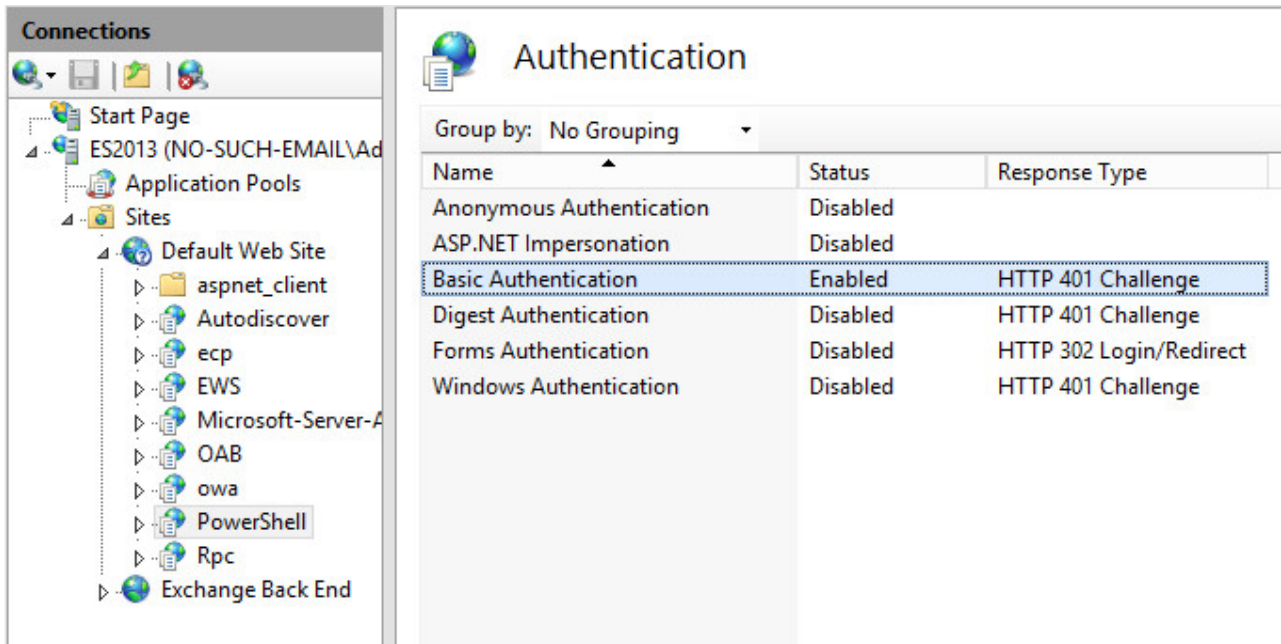 Connections
Start Page
ES2013 (NO-SUCH-EMAIL\Ad
Application Pools
Sites
Default Web Site
aspnet_client
Autodiscover
ecp
EWS
Microsoft-Server-A
OAB
owa
PowerShell
Rpc
Exchange Back End
Authentication
Group by: No Grouping
Name Status Response Type
Anonymous Authentication Disabled
ASP.NET Impersonation Disabled
Basic Authentication Enabled HTTP 401 Challenge
Digest Authentication Disabled HTTP 401 Challenge
Forms Authentication Disabled HTTP 302 Login/Redirect
Windows Authentication Disabled HTTP 401 Challenge